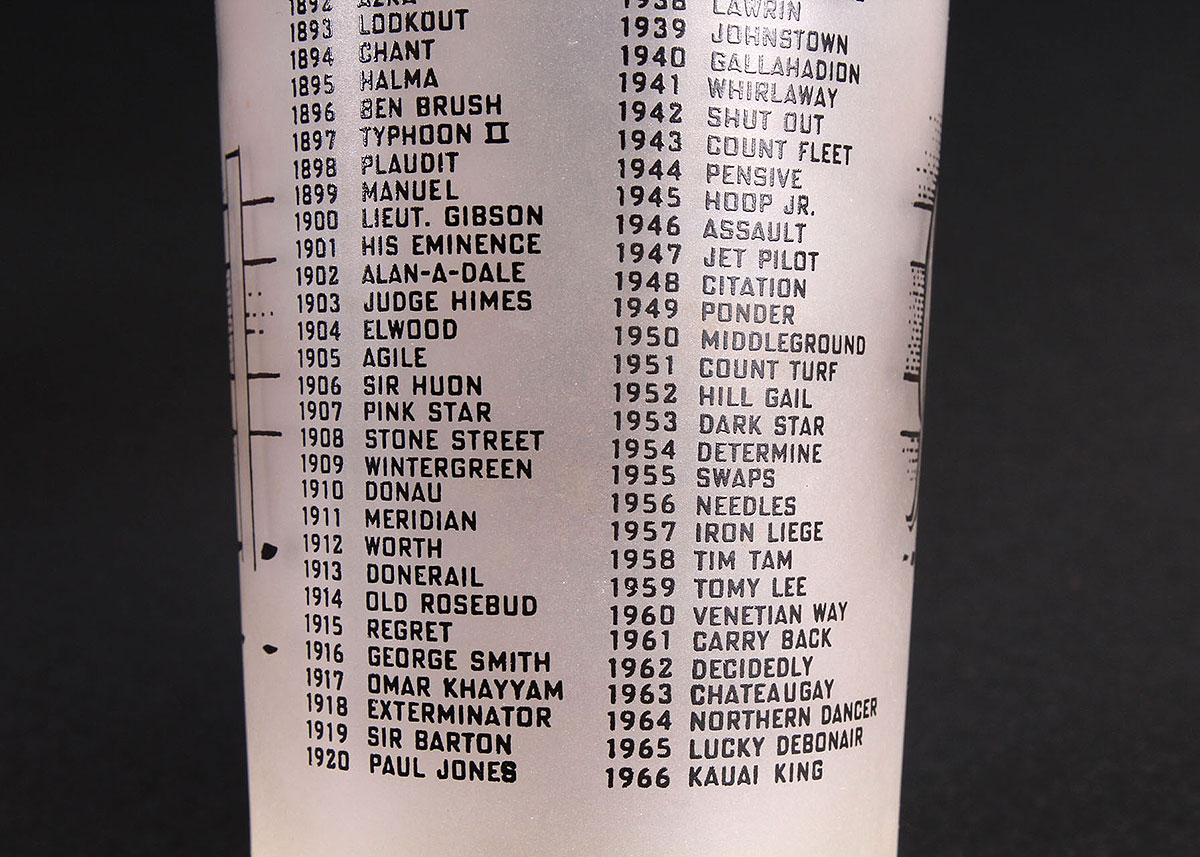 1892 AZRA
1893 LOOKOUT
1894 CHANT
1895 HALMA
1896 BEN BRUSH
1897 TYPHOON II
1898 PLAUDIT
1899 MANUEL
1900 LIEUT. GIBSON
1901 HIS EMINENCE
1902 ALAN-A-DALE
1903 JUDGE HIMES
1904 ELWOOD
1905 AGILE
1906 SIR HUON
1907 PINK STAR
1908 STONE STREET
1909 WINTERGREEN
1910 DONAU
1911 MERIDIAN
1912 WORTH
1913 DONERAIL
1914 OLD ROSEBUD
1915 REGRET
1916 GEORGE SMITH
1917 OMAR KHAYYAM
1918 EXTERMINATOR
1919 SIR BARTON
1920 PAUL JONES
1938 LAWRIN
1939 JOHNSTOWN
1940 GALLAHADION
1941 WHIRLAWAY
1942 SHUT OUT
1943 COUNT FLEET
1944 PENSIVE
1945 HOOP JR.
1946 ASSAULT
1947 JET PILOT
1948 CITATION
1949 PONDER
1950 MIDDLEGROUND
1951 COUNT TURF
1952 HILL GAIL
1953 DARK STAR
1954 DETERMINE
1955 SWAPS
1956 NEEDLES
1957 IRON LIEGE
1958 TIM TAM
1959 TOMY LEE
1960 VENETIAN WAY
1961 CARRY BACK
1962 DECIDEDLY
1963 CHATEAUGAY
1964 NORTHERN DANCER
1965 LUCKY DEBONAIR
1966 KAUAI KING